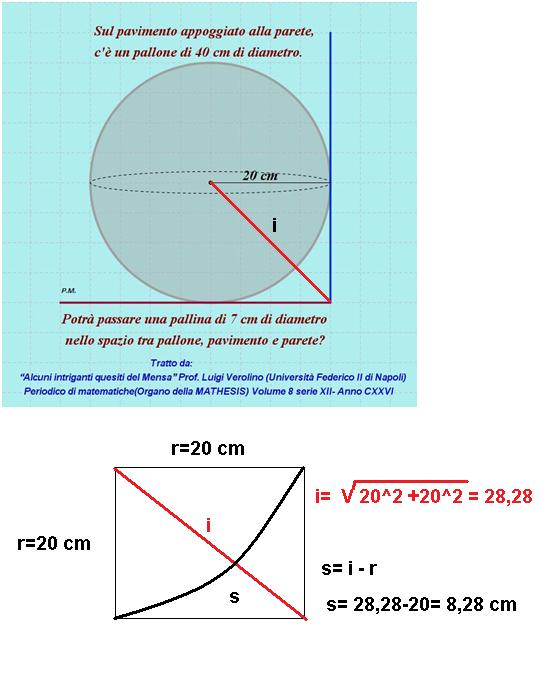 Sul pavimento appoggiato alla parete,
c'è un pallone di 40 cm di diametro.
20 cm
i
P.M.
Potrà passare una pallina di 7 cm di diametro
nello spazio tra pallone, pavimento e parete?
Tratto da:
“Alcuni intriganti quesiti del Mensa” Prof. Luigi Verolino (Università Federico II di Napoli)
Periodico di matematiche(Organo della MATHESIS) Volume 8 serie XII- Anno CXXVI
r=20 cm
i= √20^2 +20^2 = 28,28
i
r=20 cm
s= i - r
s
s= 28,28-20= 8,28 cm